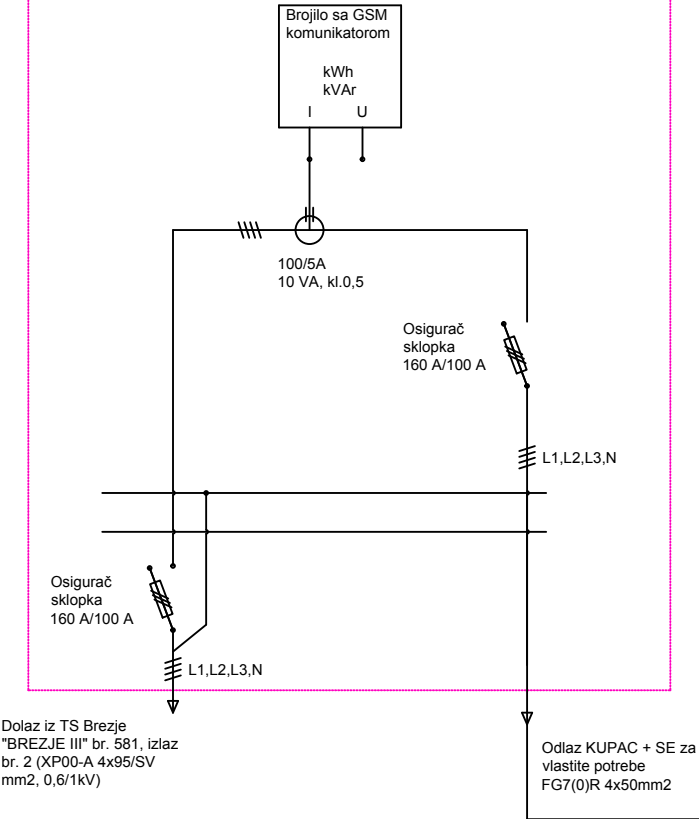 Brojilo sa GSM
komunikatorom
kWh
kVAr
I U
100/5A
10 VA, kl.0,5
Osigurač
sklopka
160 A/100 A
L1,L2,L3,N
Osigurač
sklopka
160 A/100 A
L1,L2,L3,N
Dolaz iz TS Brezje
"BREZJE III" br. 581, izlaz
br. 2 (XP00-A 4x95/SV
mm2, 0,6/1kV)
Odlaz KUPAC + SE za
vlastite potrebe
FG7(0)R 4x50mm2